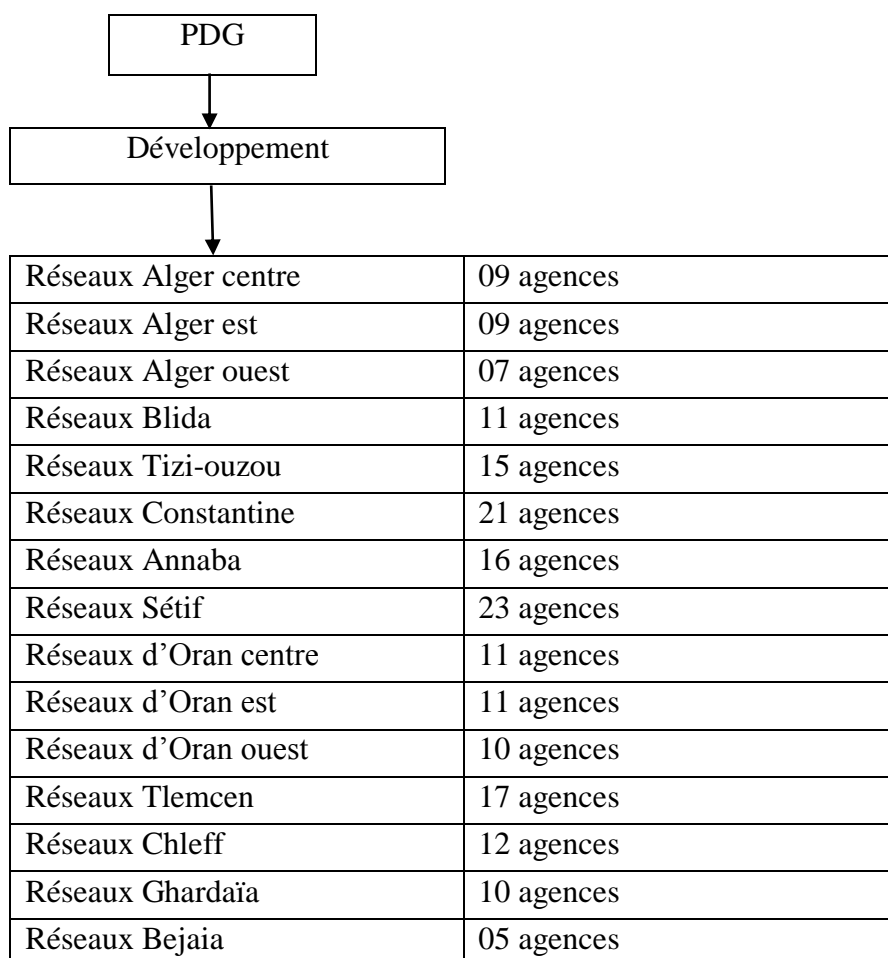 PDG
Développement
Réseaux Alger centre 09 agences
Réseaux Alger est 09 agences
Réseaux Alger ouest 07 agences
Réseaux Blida 11 agences
Réseaux Tizi-ouzou 15 agences
Réseaux Constantine 21 agences
Réseaux Annaba 16 agences
Réseaux Sétif 23 agences
Réseaux d’Oran centre 11 agences
Réseaux d’Oran est 11 agences
Réseaux d’Oran ouest 10 agences
Réseaux Tlemcen 17 agences
Réseaux Chleff 12 agences
Réseaux Ghardaïa 10 agences
Réseaux Bejaia 05 agences